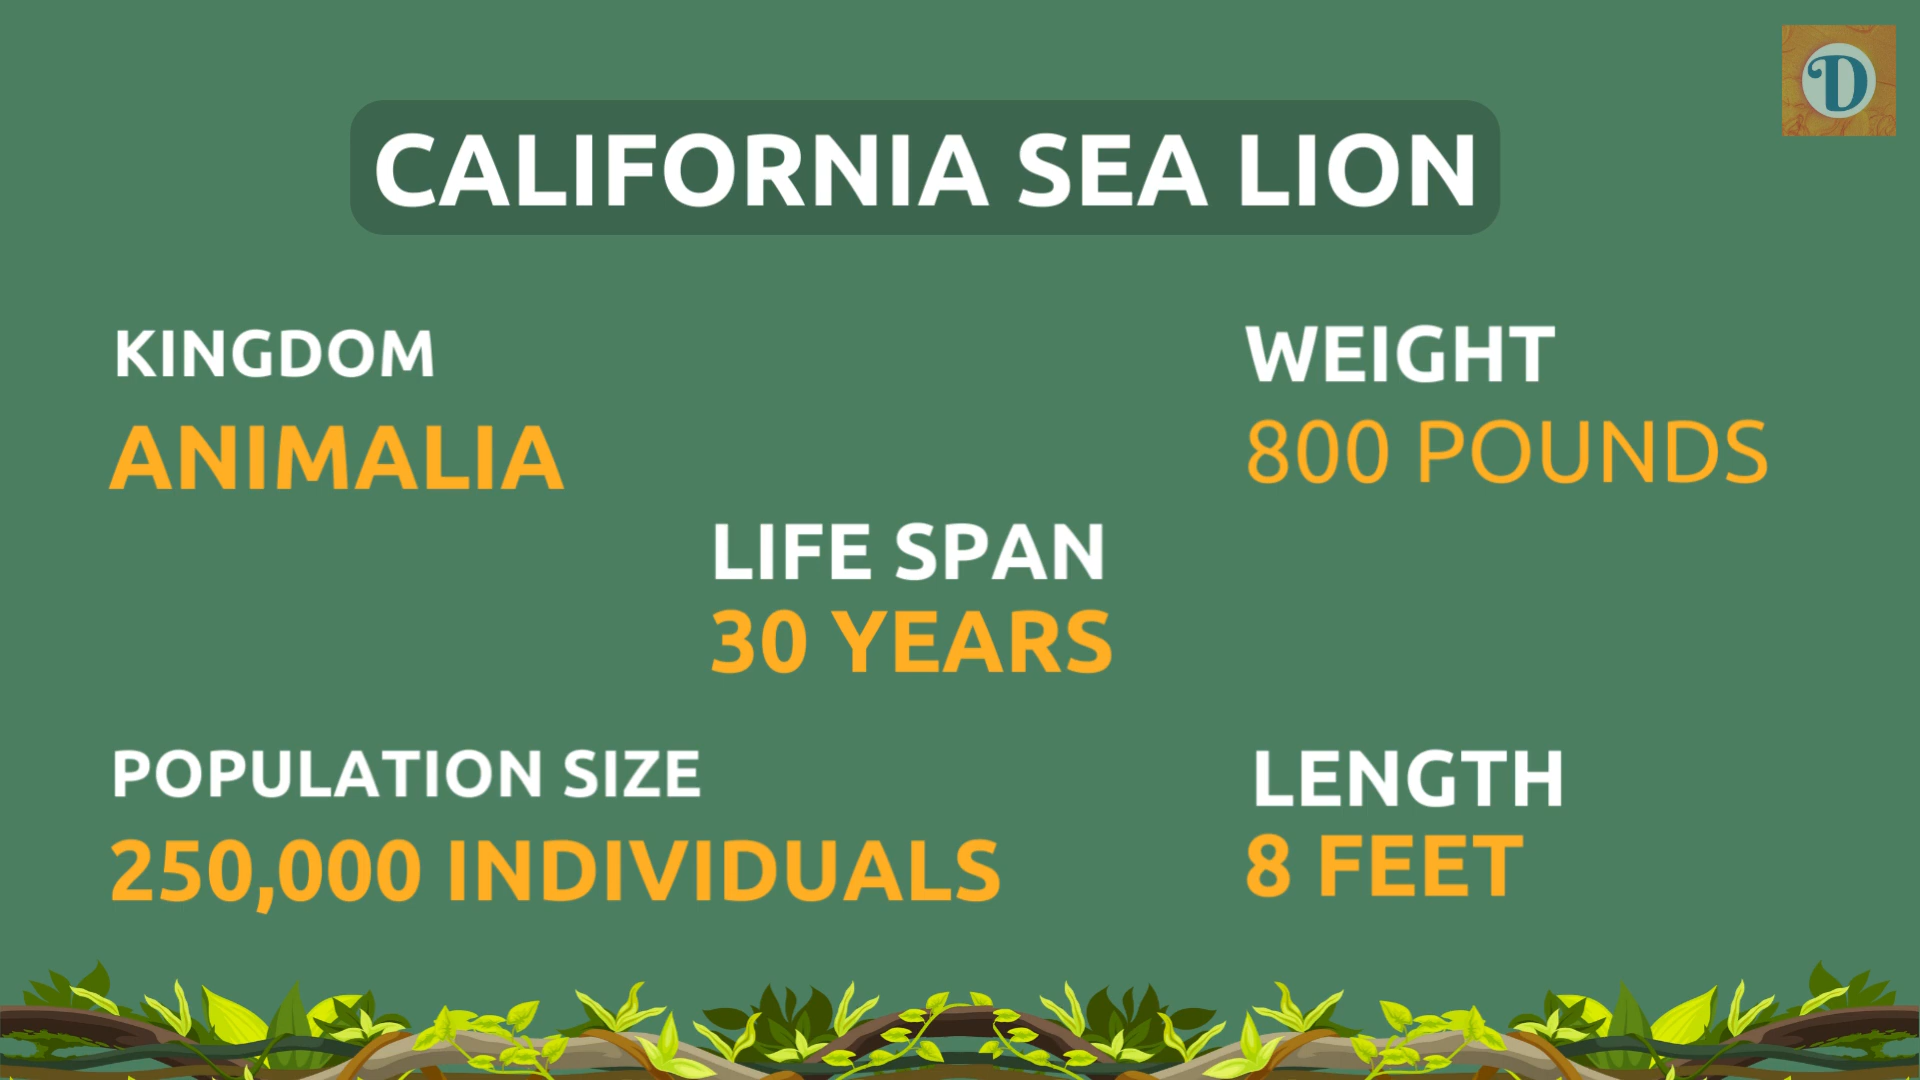 D
CALIFORNIA SEA LION
KINGDOM
ANIMALIA
WEIGHT
800 POUNDS
LIFE SPAN
30 YEARS
POPULATION SIZE
250,000 INDIVIDUALS
LENGTH
8 FEET